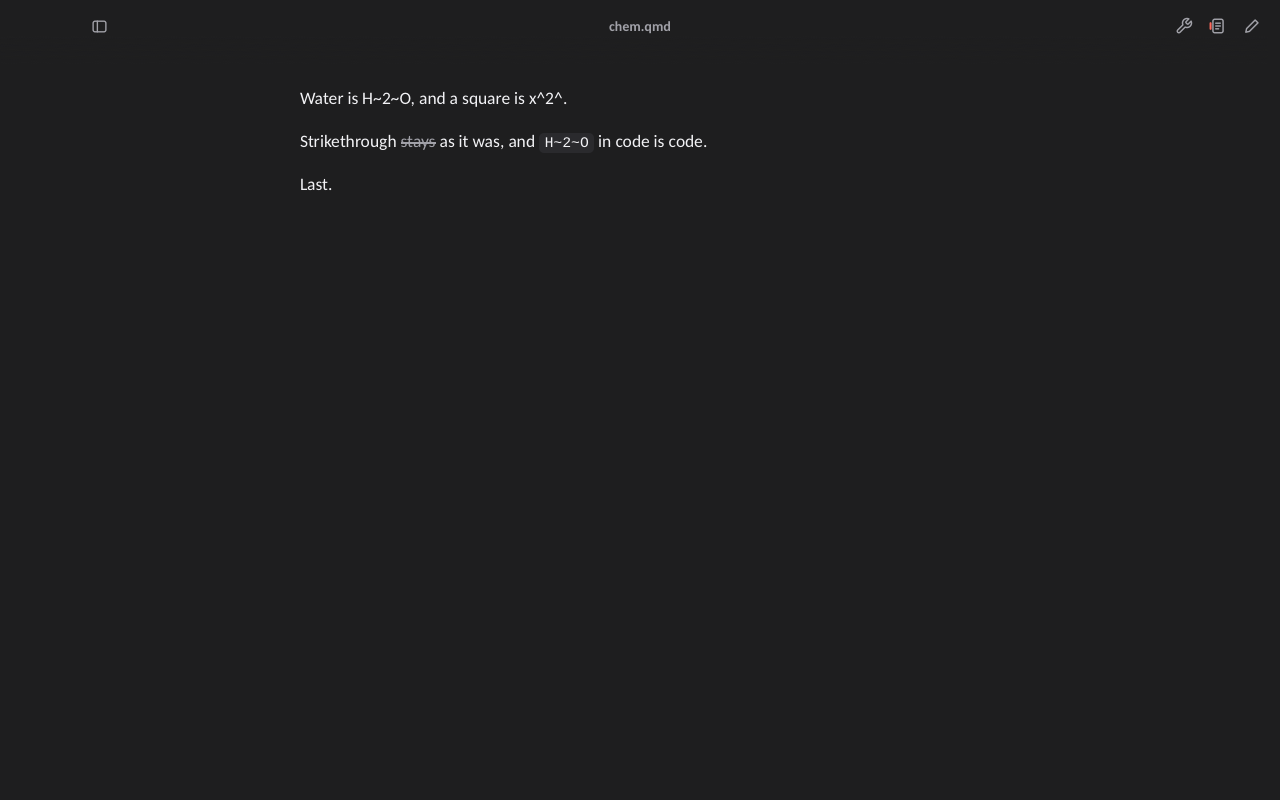 chem.qmd
Water is H~2~O, and a square is x^2^.
Strikethrough stays as it was, and H~2~O in code is code.
Last.